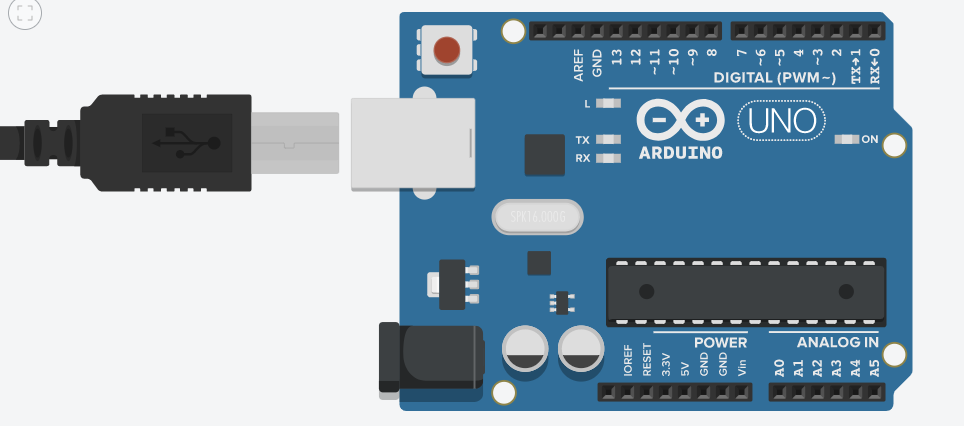 AREF
GND
13
12
~11
~10
~9
8
7
~6
~5
4
~3
2
TX→1
RX←0
DIGITAL (PWM~)
L
TX
RX
ARDUINO
UNO
ON
SPK16.000G
POWER
ANALOG IN
IOREF
RESET
3.3V
5V
GND
GND
Vin
A0
A1
A2
A3
A4
A5